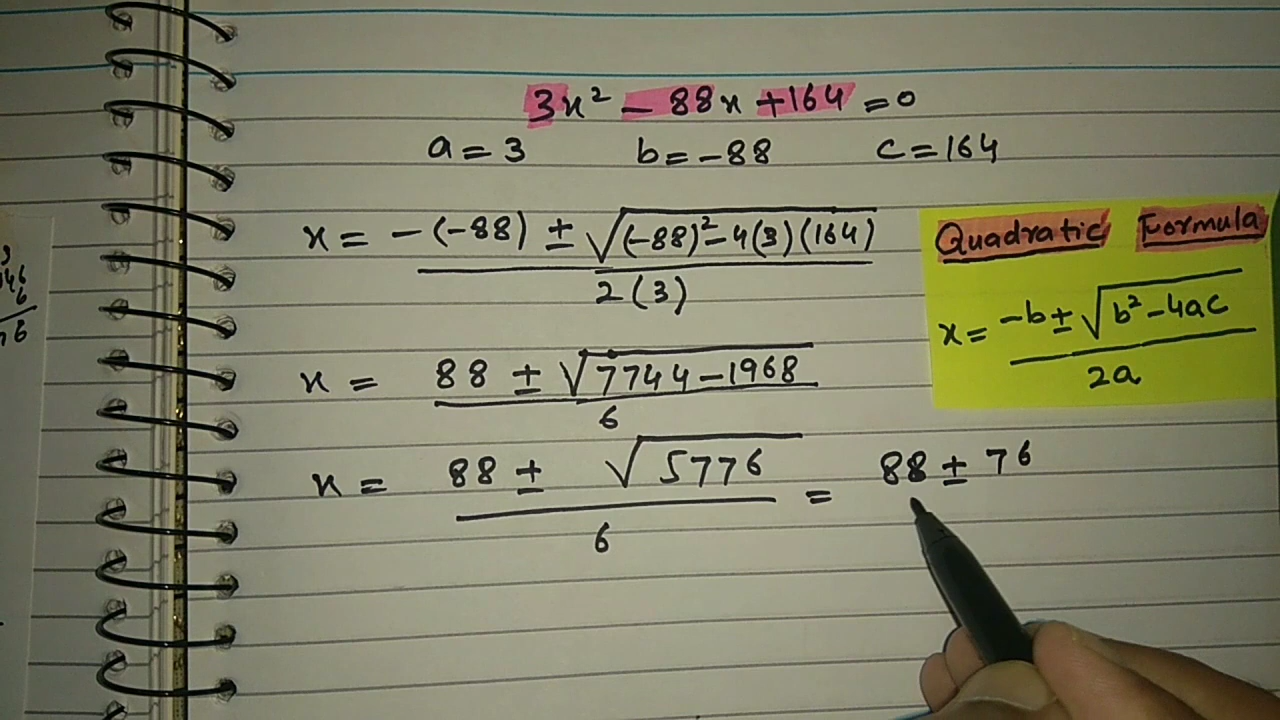 3x² - 88x + 164 = 0
a = 3 b = -88 c = 164
x = -(-88) ± √(-88)² - 4(3)(164)
2(3)
x = 88 ± √7744 - 1968
6
x = 88 ± √5776 = 88 ± 76
6
Quadratic Formula
x = -b ± √b² - 4ac
2a
6